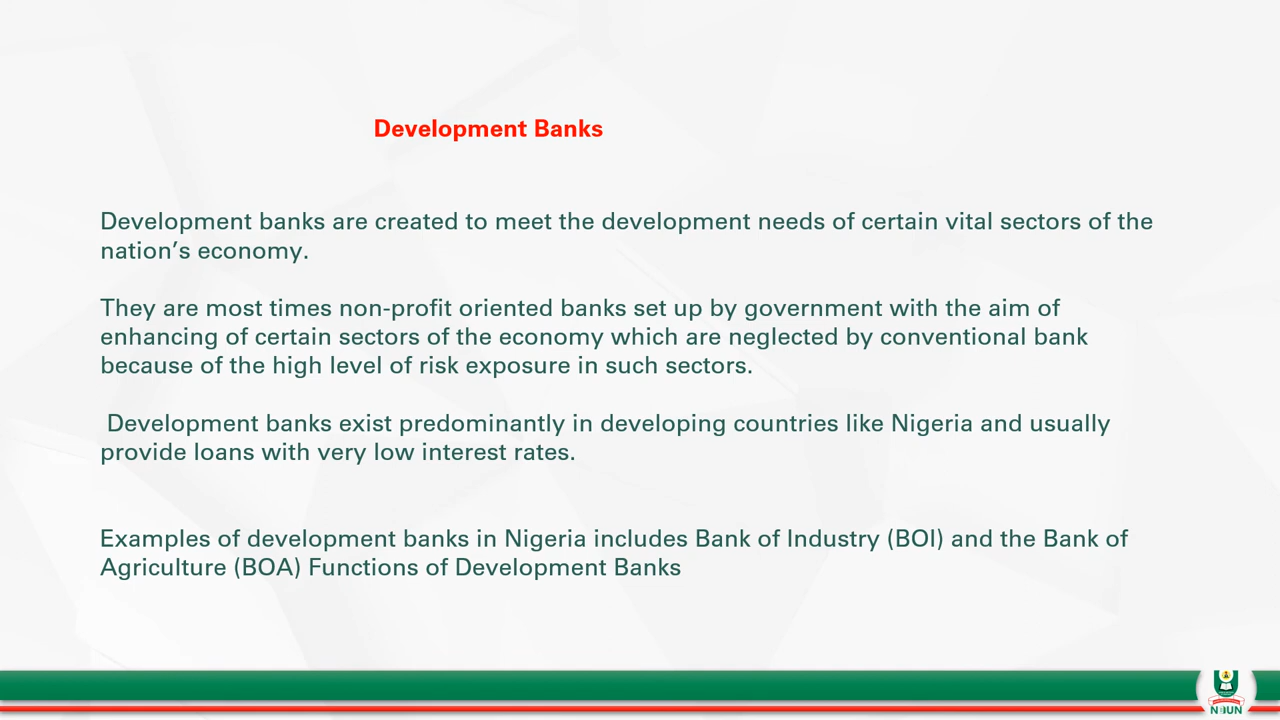 Development Banks
Development banks are created to meet the development needs of certain vital sectors of the
nation’s economy.
They are most times non-profit oriented banks set up by government with the aim of
enhancing of certain sectors of the economy which are neglected by conventional bank
because of the high level of risk exposure in such sectors.
Development banks exist predominantly in developing countries like Nigeria and usually
provide loans with very low interest rates.
Examples of development banks in Nigeria includes Bank of Industry (BOI) and the Bank of
Agriculture (BOA) Functions of Development Banks